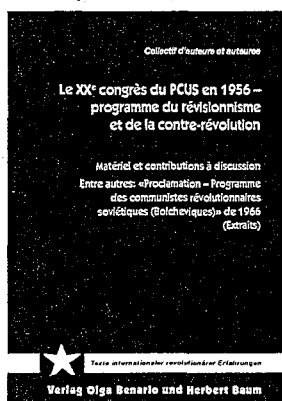 Collectif d'auteurs et auteures
Le XXᵉ congrès du PCUS en 1956 –
programme du révisionnisme
et de la contre-révolution
Matériel et contributions à discussion
Entre autres: «Proclamation – Programme
des communistes révolutionnaires
soviétiques (Bolcheviques)» de 1966
(Extraits)
Texte internationaler revolutionärer Erfahrungen
Verlag Olga Benario und Herbert Baum